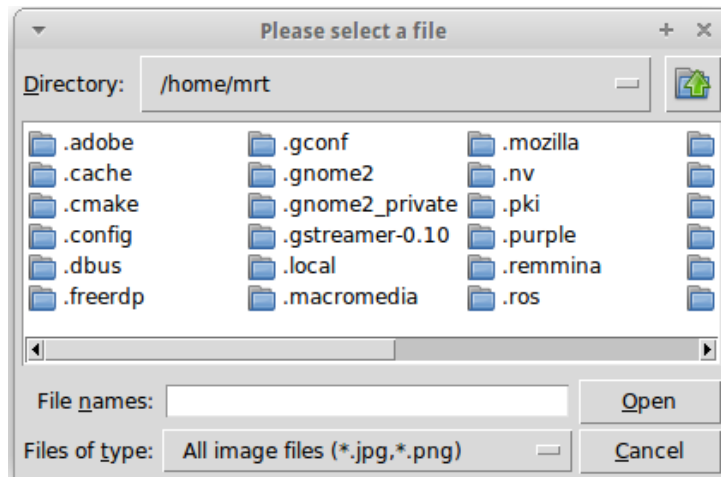 Please select a file
Directory: /home/mrt
.adobe .gconf .mozilla
.cache .gnome2 .nv
.cmake .gnome2_private .pki
.config .gstreamer-0.10 .purple
.dbus .local .remmina
.freerdp .macromedia .ros
File names: Open
Files of type: All image files (*.jpg,*.png) Cancel